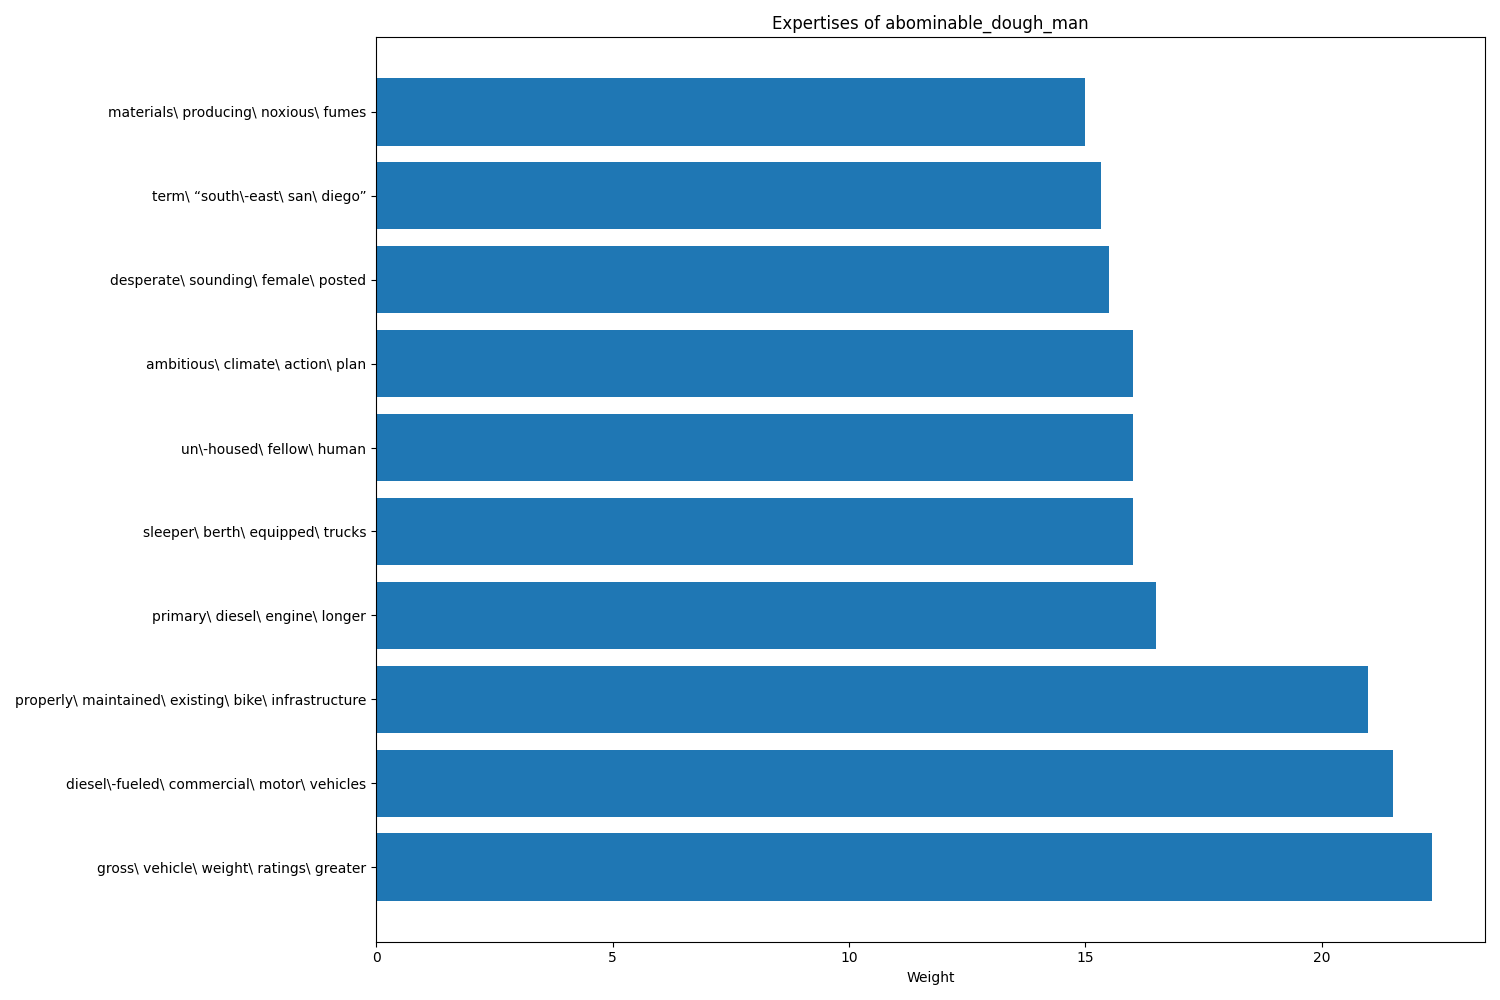 Expertises of abominable_dough_man
materials\ producing\ noxious\ fumes
term\ “south\-east\ san\ diego”
desperate\ sounding\ female\ posted
ambitious\ climate\ action\ plan
un\-housed\ fellow\ human
sleeper\ berth\ equipped\ trucks
primary\ diesel\ engine\ longer
properly\ maintained\ existing\ bike\ infrastructure
diesel\-fueled\ commercial\ motor\ vehicles
gross\ vehicle\ weight\ ratings\ greater
0 5 10 15 20
Weight